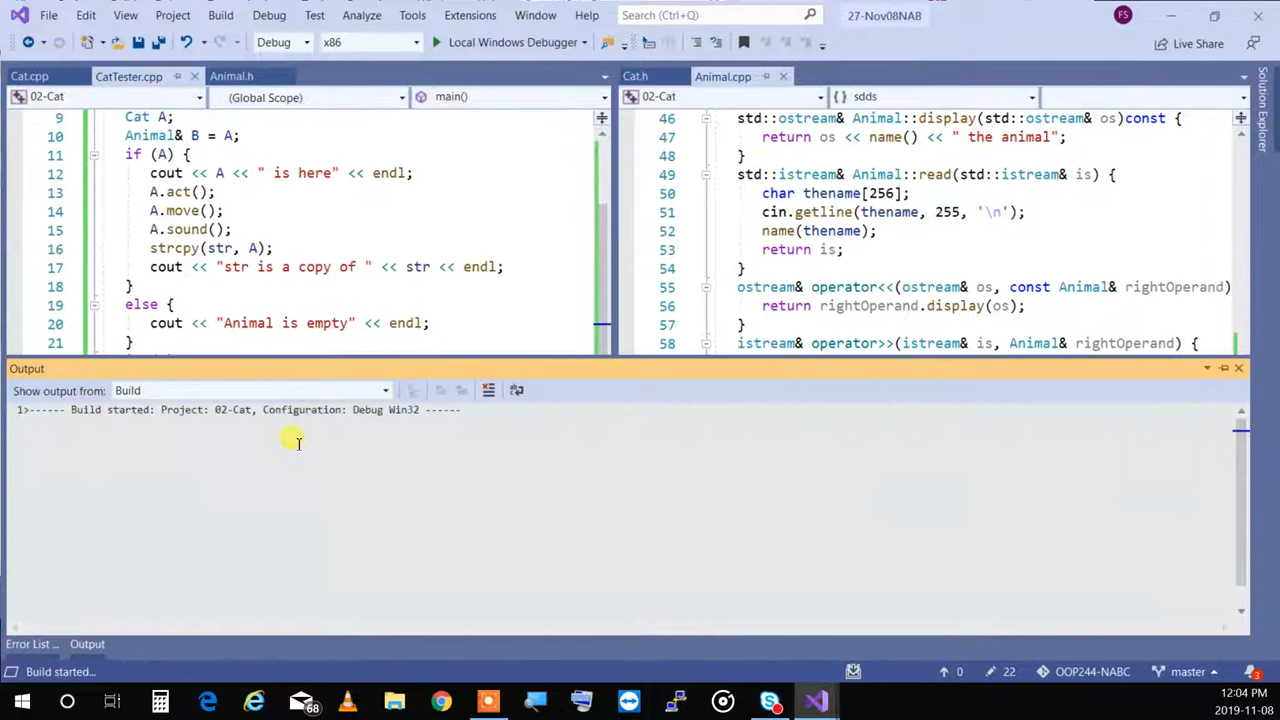 File Edit View Project Build Debug Test Analyze Tools Extensions Window Help Search (Ctrl+Q) 27-Nov08NAB FS
Debug x86 Local Windows Debugger Live Share
Cat.cpp CatTester.cpp Animal.h
02-Cat (Global Scope) main()
9 Cat A;
10 Animal& B = A;
11 if (A) {
12 cout << A << " is here" << endl;
13 A.act();
14 A.move();
15 A.sound();
16 strcpy(str, A);
17 cout << "str is a copy of " << str << endl;
18 }
19 else {
20 cout << "Animal is empty" << endl;
21 }
Cat.h Animal.cpp
02-Cat sdds
46 std::ostream& Animal::display(std::ostream& os)const {
47 return os << name() << " the animal";
48 }
49 std::istream& Animal::read(std::istream& is) {
50 char thename[256];
51 cin.getline(thename, 255, '\n');
52 name(thename);
53 return is;
54 }
55 ostream& operator<<(ostream& os, const Animal& rightOperand)
56 return rightOperand.display(os);
57 }
58 istream& operator>>(istream& is, Animal& rightOperand) {
Solution Explorer
Output
Show output from: Build
1>------ Build started: Project: 02-Cat, Configuration: Debug Win32 ------
Error List ... Output
Build started... 0 22 OOP244-NABC master 3
68
12:04 PM
2019-11-08